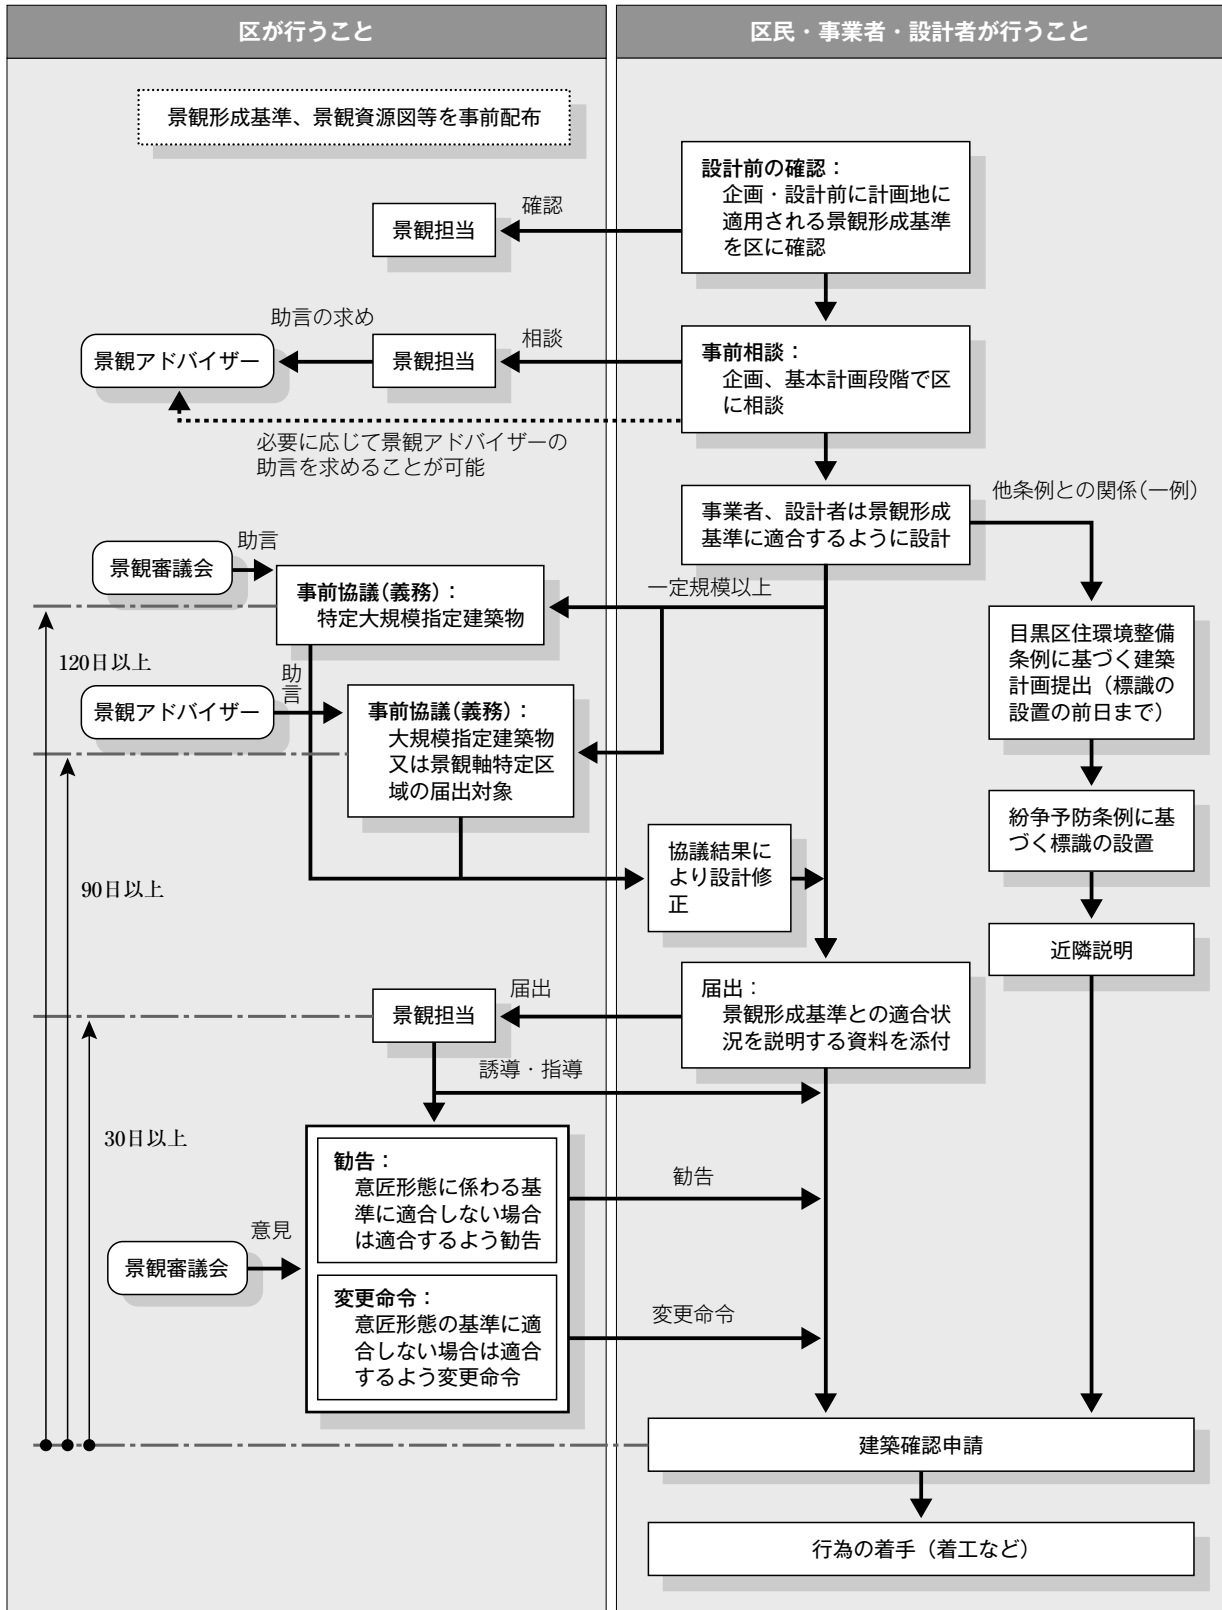 区が行うこと
区民・事業者・設計者が行うこと
景観形成基準、景観資源図等を事前配布
設計前の確認：
企画・設計前に計画地に
適用される景観形成基準
を区に確認
確認
景観担当
助言の求め
景観アドバイザー
景観担当
相談
事前相談：
企画、基本計画段階で区
に相談
必要に応じて景観アドバイザーの
助言を求めることが可能
他条例との関係（一例）
事業者、設計者は景観形成
基準に適合するように設計
景観審議会
助言
事前協議（義務）：
特定大規模指定建築物
一定規模以上
目黒区住環境整備
条例に基づく建築
計画提出（標識の
設置の前日まで）
120日以上
助
言
景観アドバイザー
事前協議（義務）：
大規模指定建築物
又は景観軸特定区
域の届出対象
紛争予防条例に基
づく標識の設置
協議結果に
より設計修
正
90日以上
近隣説明
景観担当
届出
届出：
景観形成基準との適合状
況を説明する資料を添付
誘導・指導
30日以上
勧告：
意匠形態に係わる基
準に適合しない場合
は適合するよう勧告
勧告
意見
景観審議会
変更命令：
意匠形態の基準に適
合しない場合は適合
するよう変更命令
変更命令
建築確認申請
行為の着手（着工など）